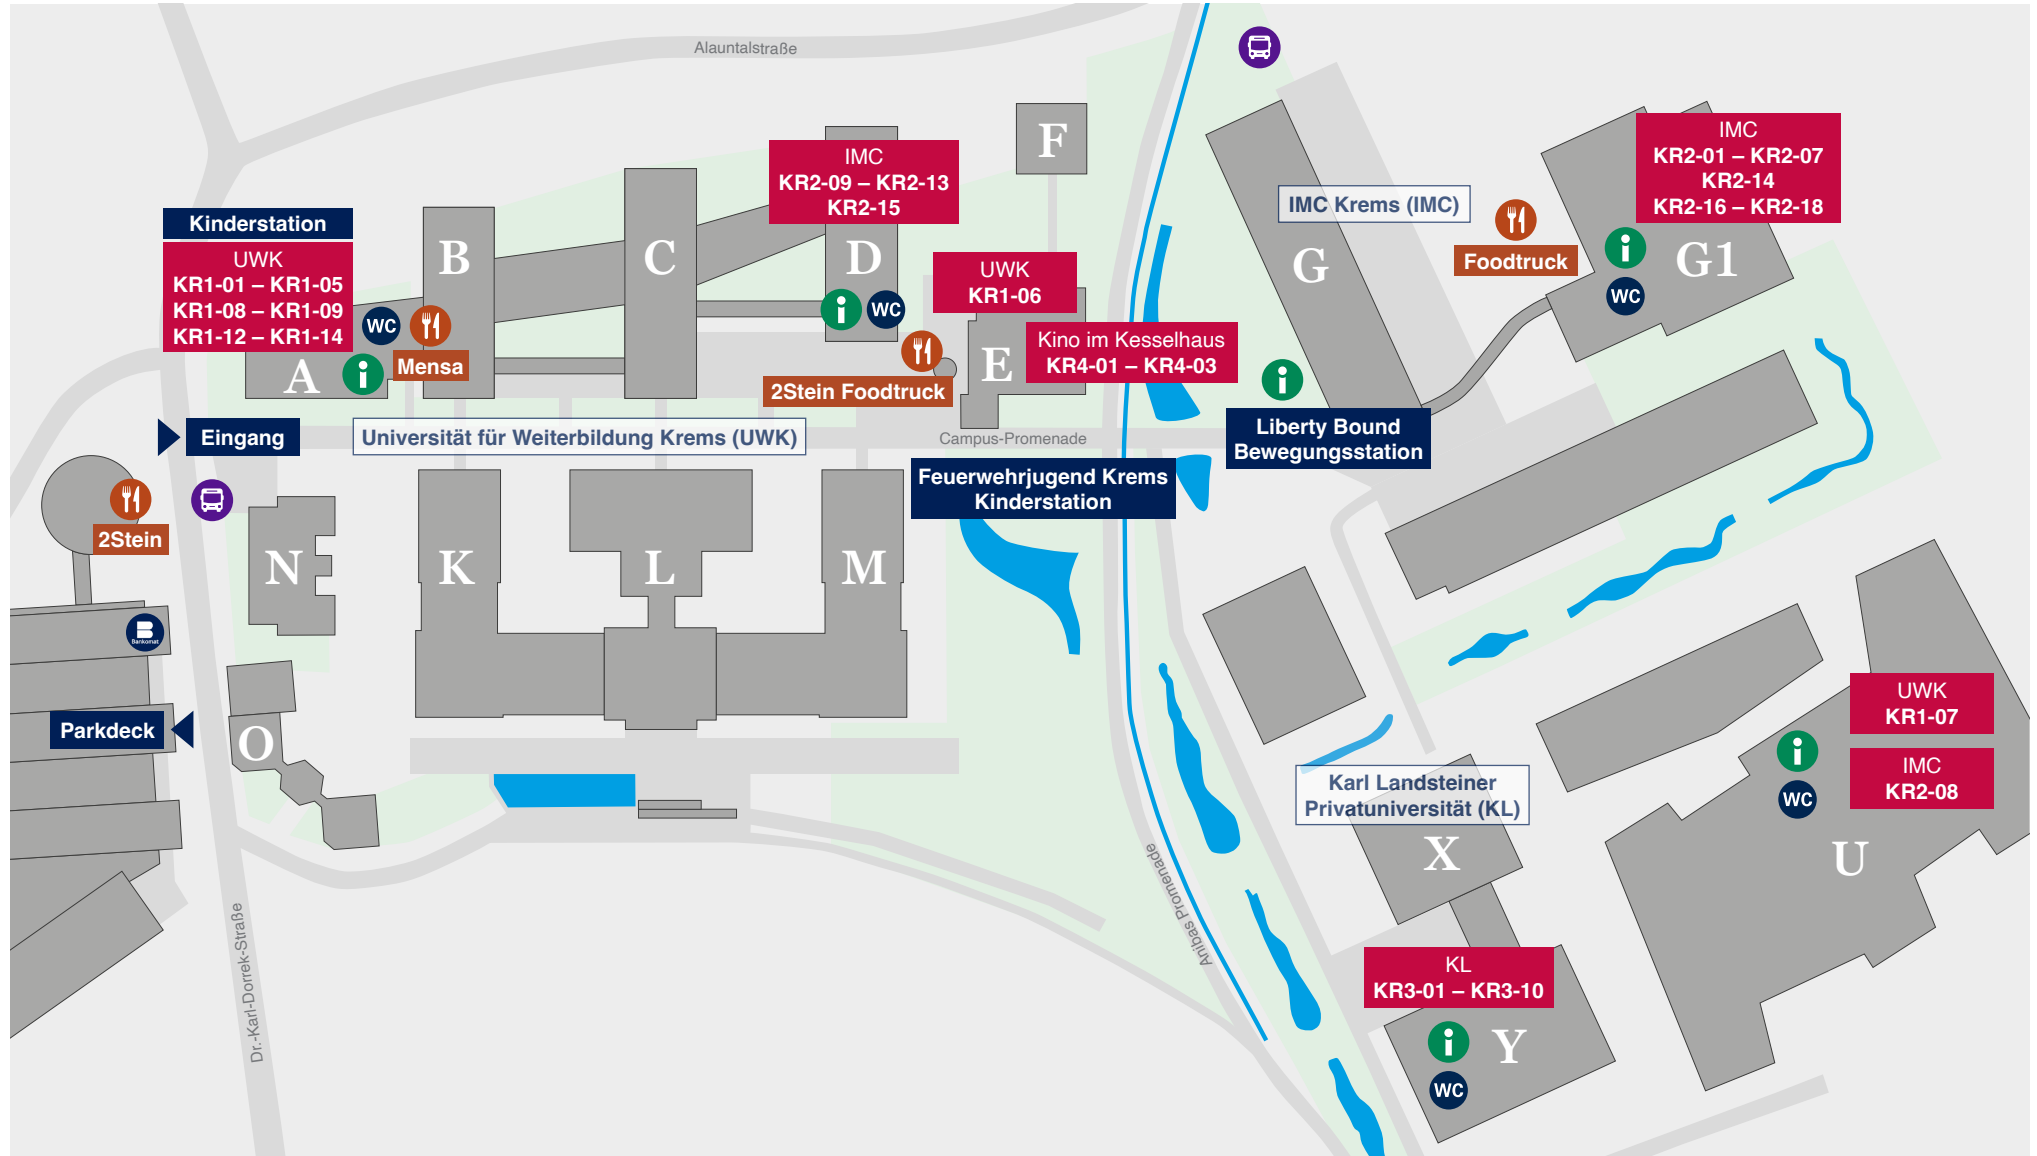 Alauntalstraße
F
IMC
KR2-09 – KR2-13
KR2-15
IMC
KR2-01 – KR2-07
KR2-14
KR2-16 – KR2-18
IMC Krems (IMC)
Foodtruck
G
G1
WC
Kinderstation
UWK
KR1-01 – KR1-05
KR1-08 – KR1-09
KR1-12 – KR1-14
B
C
D
WC
WC
Mensa
A
UWK
KR1-06
Kino im Kesselhaus
KR4-01 – KR4-03
E
2Stein Foodtruck
Eingang
Universität für Weiterbildung Krems (UWK)
Campus-Promenade
Liberty Bound
Bewegungsstation
Feuerwehrjugend Krems
Kinderstation
2Stein
N
K
L
M
Bankomat
Parkdeck
O
UWK
KR1-07
IMC
KR2-08
WC
U
Karl Landsteiner
Privatuniversität (KL)
X
Anibas Promenade
Dr.-Karl-Dorrek-Straße
KL
KR3-01 – KR3-10
Y
WC